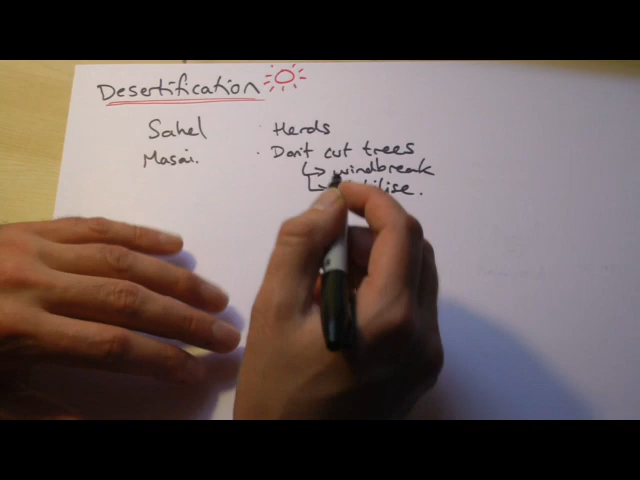 Desertification
Sahel · Herds
Masai. · Don't cut trees
↳ windbreak